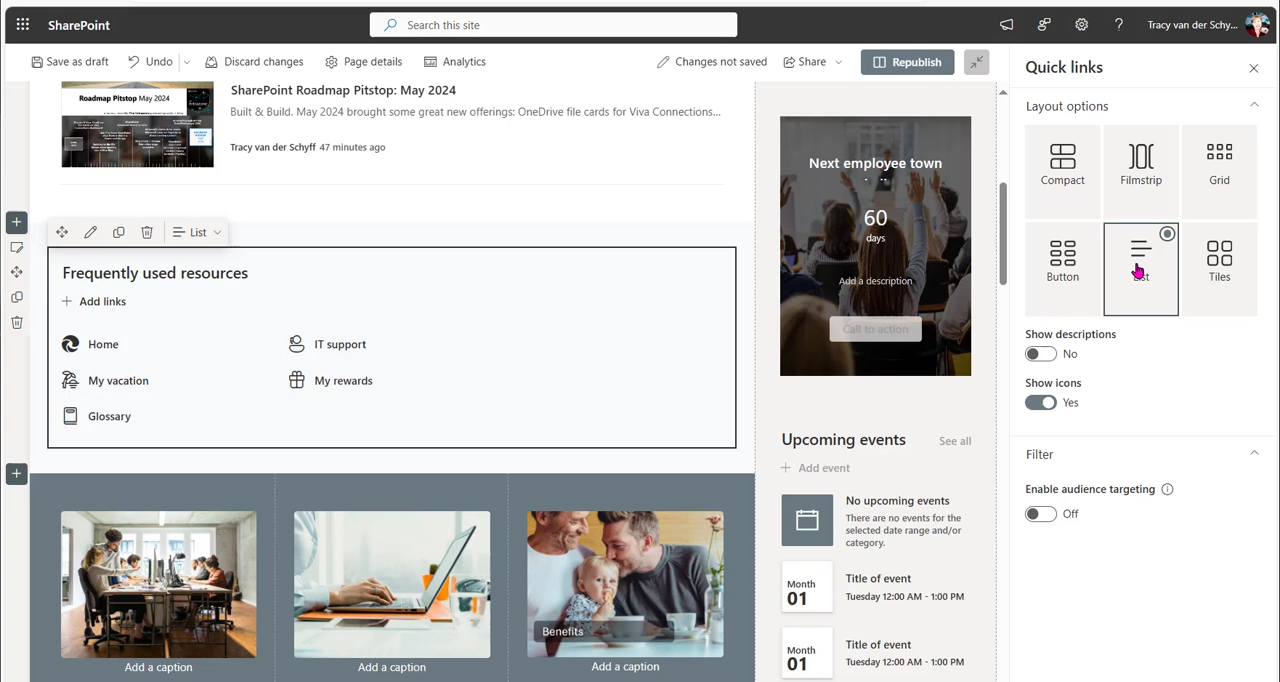 SharePoint
Search this site
Tracy van der Schy...
Save as draft
Undo
Discard changes
Page details
Analytics
Changes not saved
Share
Republish
Roadmap Pitstop May 2024
SharePoint Roadmap Pitstop: May 2024
Built & Build. May 2024 brought some great new offerings: OneDrive file cards for Viva Connections...
Tracy van der Schyff 47 minutes ago
List
Frequently used resources
Add links
Home
IT support
My vacation
My rewards
Glossary
Add a caption
Add a caption
Benefits
Add a caption
Next employee town
60
days
Add a description
Call to action
Upcoming events
See all
Add event
No upcoming events
There are no events for the
selected date range and/or
category.
Month
01
Title of event
Tuesday 12:00 AM - 1:00 PM
Month
01
Title of event
Tuesday 12:00 AM - 1:00 PM
Quick links
Layout options
Compact
Filmstrip
Grid
Button
Tiles
Show descriptions
No
Show icons
Yes
Filter
Enable audience targeting
Off